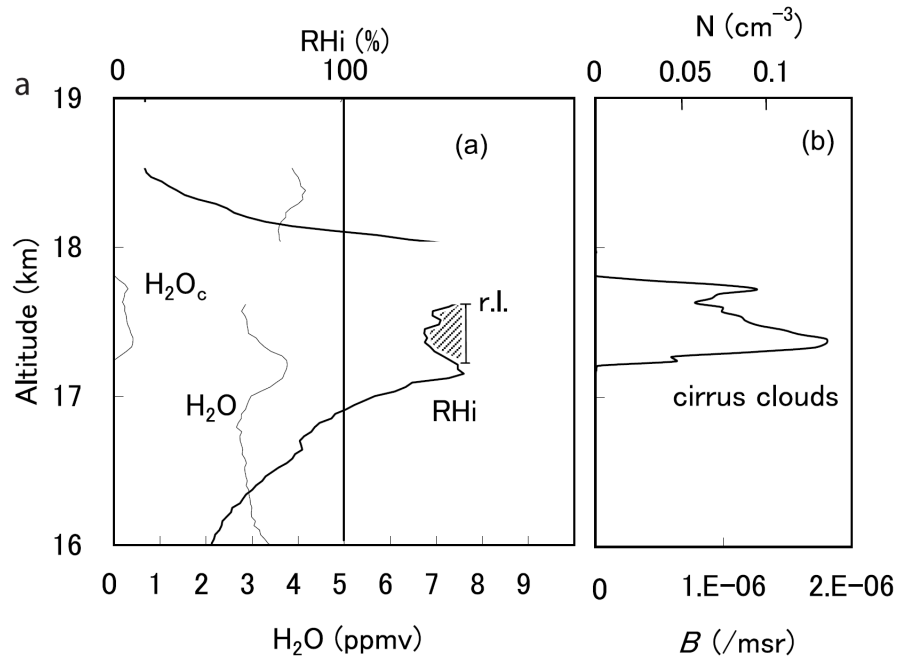 RHi (%)
0 100
a
N (cm⁻³)
0 0.05 0.1
19
(a)
(b)
18
H₂Oc
r.l.
Altitude (km)
17
H₂O
RHi
cirrus clouds
16
0 1 2 3 4 5 6 7 8 9
H₂O (ppmv)
0 1.E-06 2.E-06
B (/msr)